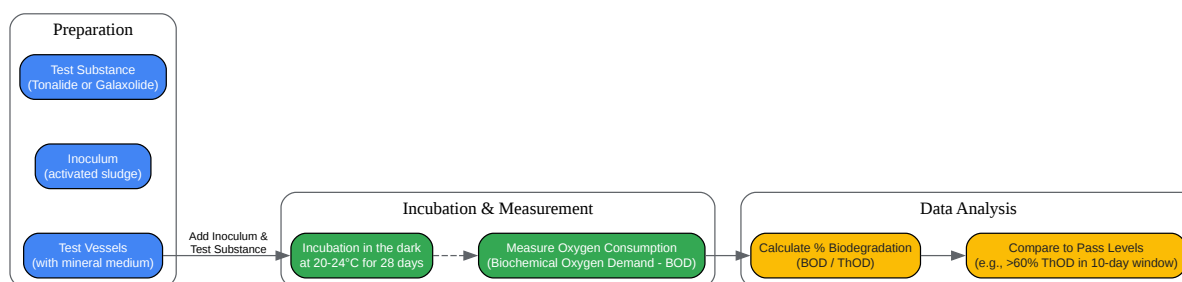 Preparation
Test Substance
(Tonalide or Galaxolide)
Inoculum
(activated sludge)
Test Vessels
(with mineral medium)
Add Inoculum &
Test Substance
Incubation & Measurement
Incubation in the dark
at 20-24°C for 28 days
Measure Oxygen Consumption
(Biochemical Oxygen Demand - BOD)
Data Analysis
Calculate % Biodegradation
(BOD / ThOD)
Compare to Pass Levels
(e.g., >60% ThOD in 10-day window)